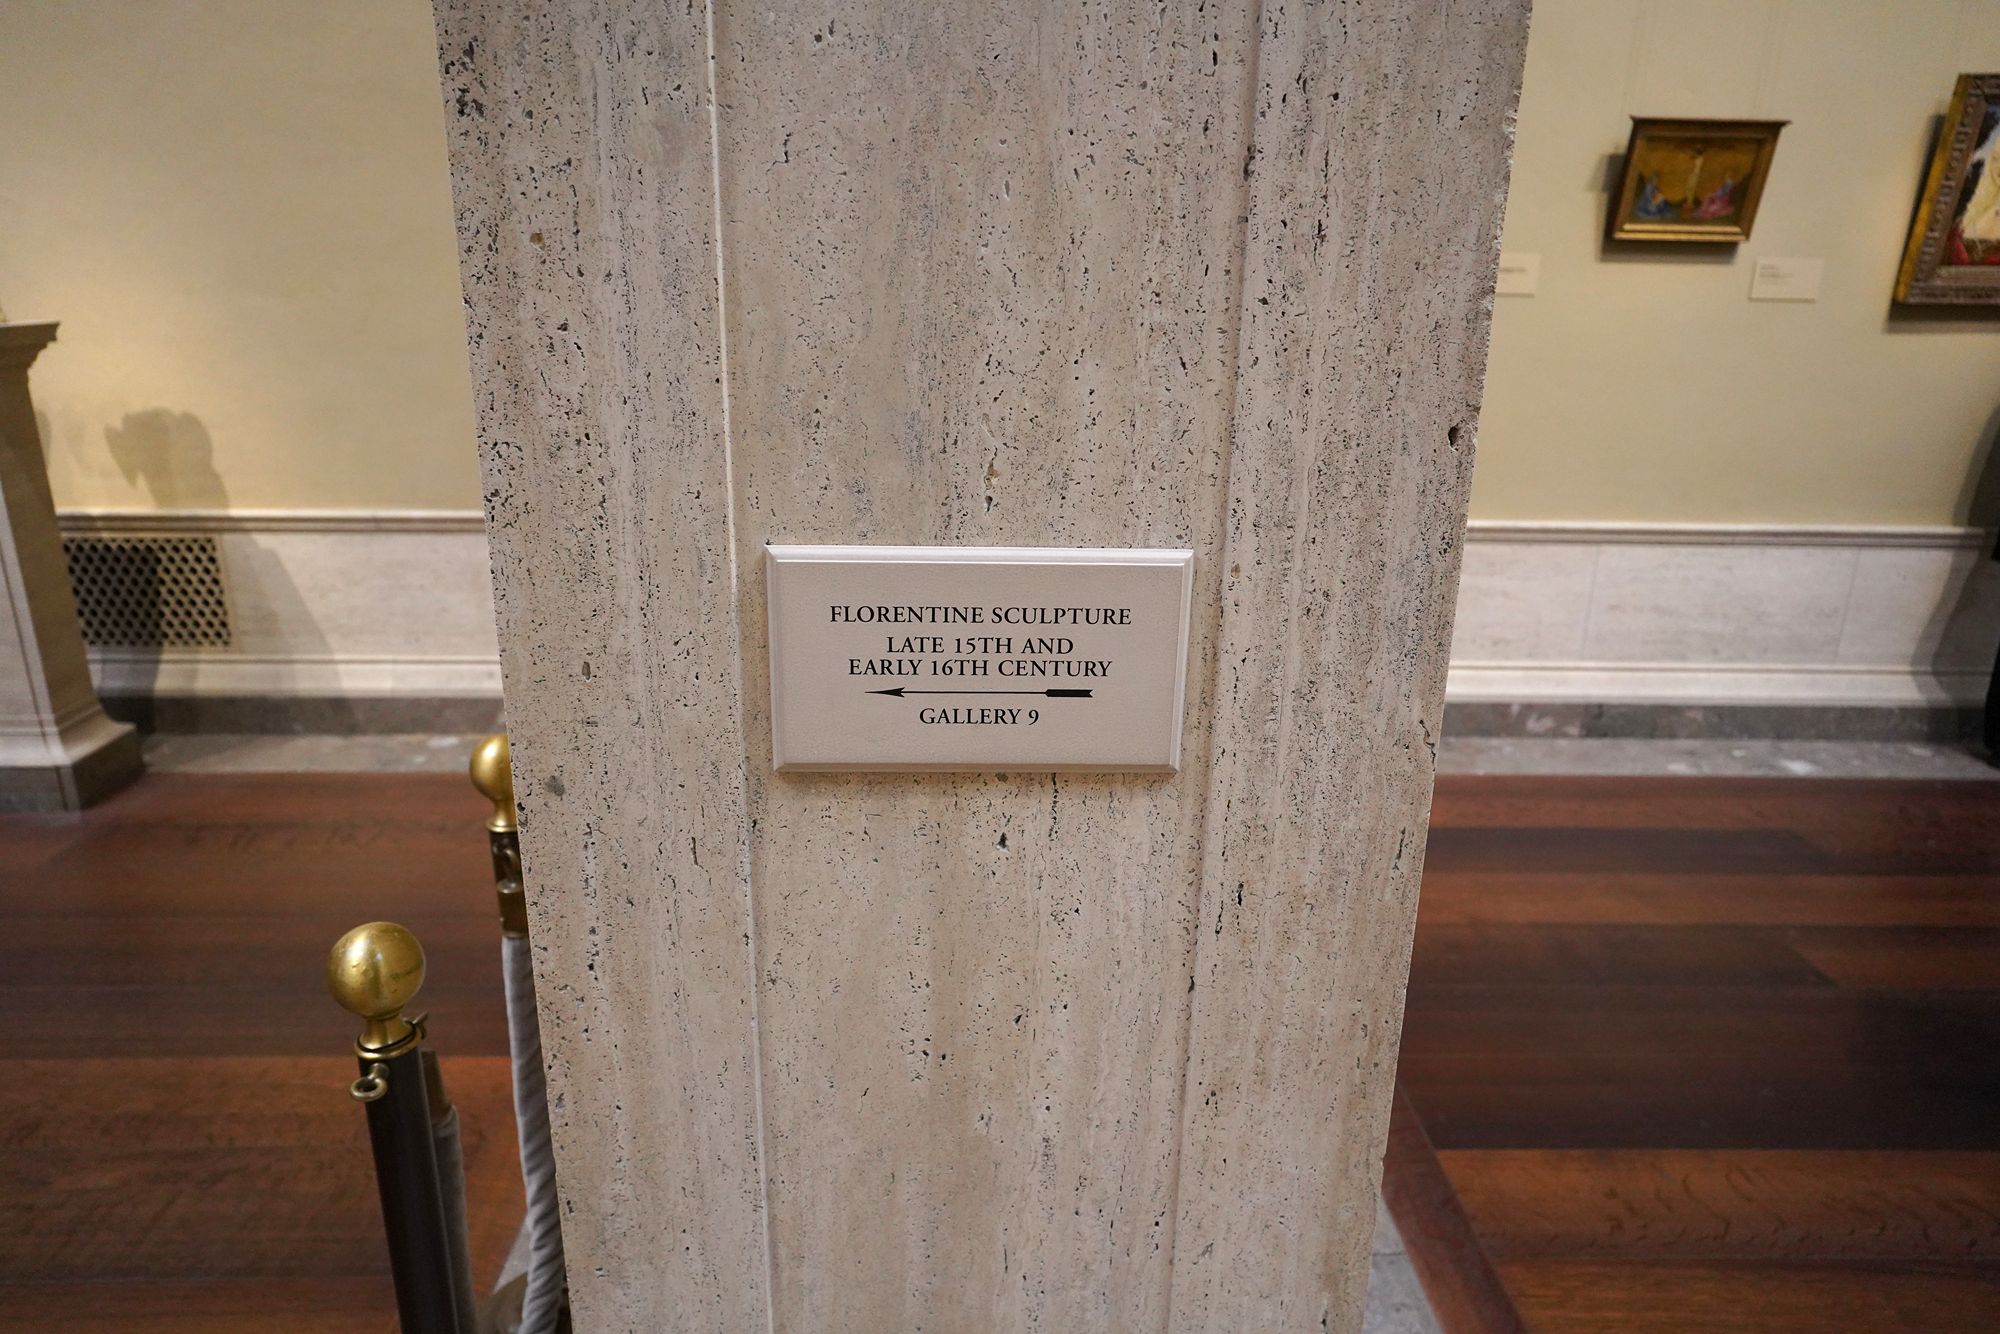 FLORENTINE SCULPTURE
LATE 15TH AND
EARLY 16TH CENTURY
GALLERY 9